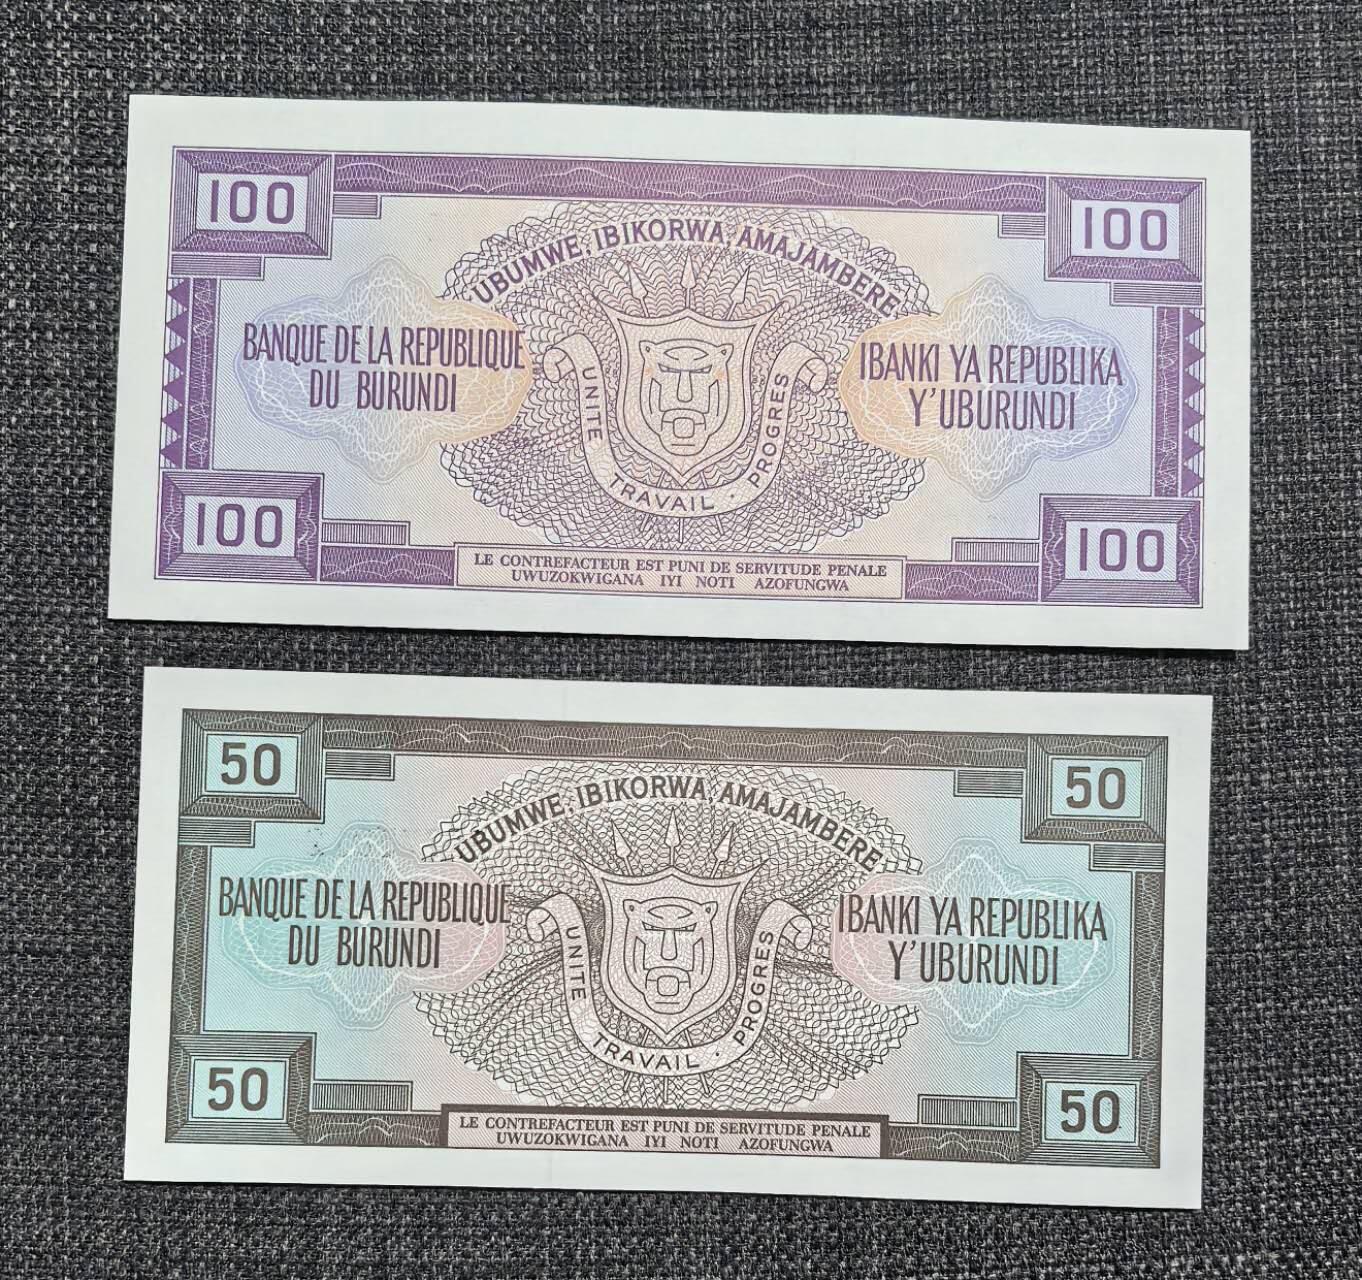 100
100
UBUMWE, IBIKORWA, AMAJAMBERE
BANQUE DE LA REPUBLIQUE
DU BURUNDI
IBANKI YA REPUBLIKA
Y'UBURUNDI
UNITE · TRAVAIL · PROGRES
100
100
LE CONTREFACTEUR EST PUNI DE SERVITUDE PENALE
UWUZOKWIGANA IYI NOTI AZOFUNGWA
50
50
UBUMWE, IBIKORWA, AMAJAMBERE
BANQUE DE LA REPUBLIQUE
DU BURUNDI
IBANKI YA REPUBLIKA
Y'UBURUNDI
UNITE · TRAVAIL · PROGRES
50
50
LE CONTREFACTEUR EST PUNI DE SERVITUDE PENALE
UWUZOKWIGANA IYI NOTI AZOFUNGWA